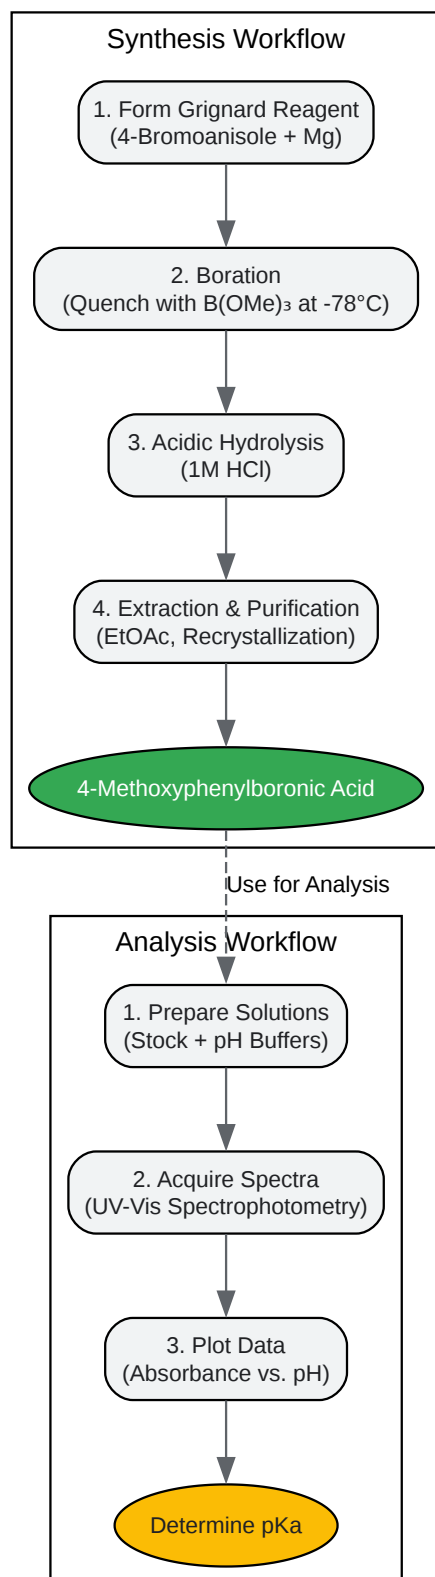 Synthesis Workflow
1. Form Grignard Reagent
(4-Bromoanisole + Mg)
2. Boration
(Quench with B(OMe)₃ at -78°C)
3. Acidic Hydrolysis
(1M HCl)
4. Extraction & Purification
(EtOAc, Recrystallization)
4-Methoxyphenylboronic Acid
Use for Analysis
Analysis Workflow
1. Prepare Solutions
(Stock + pH Buffers)
2. Acquire Spectra
(UV-Vis Spectrophotometry)
3. Plot Data
(Absorbance vs. pH)
Determine pKa